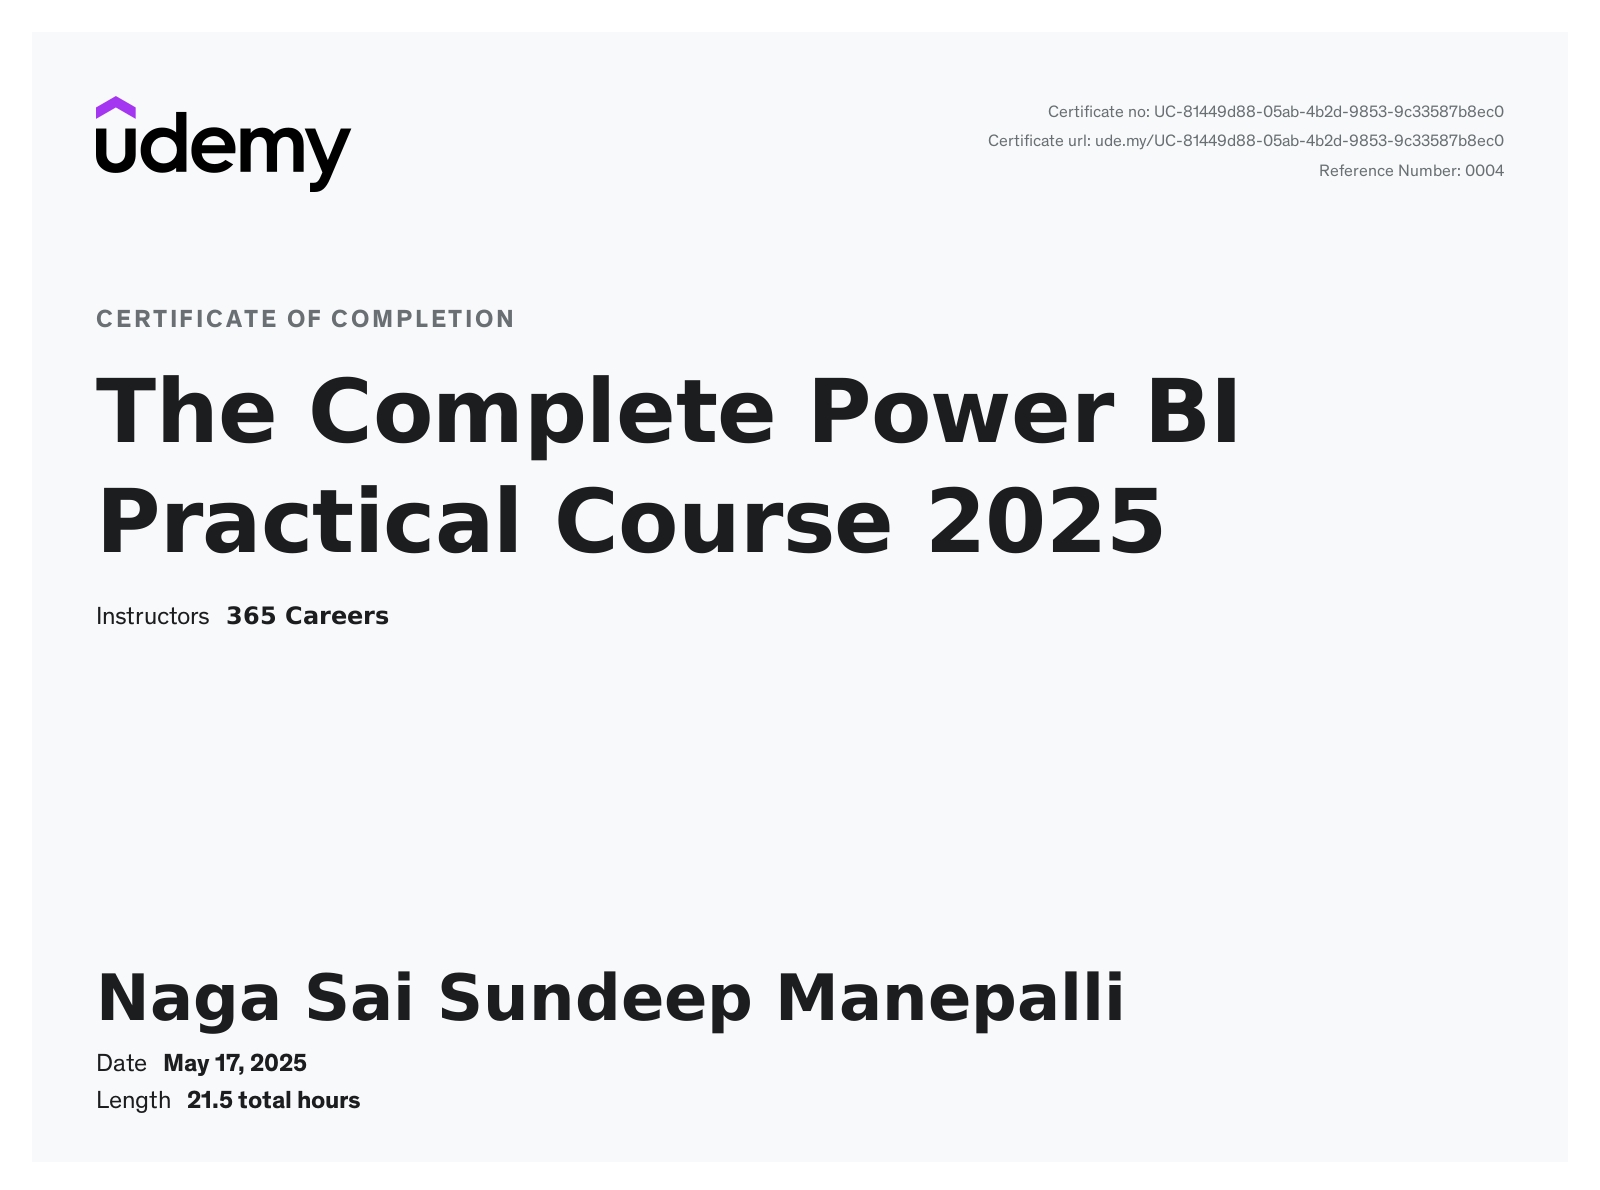 udemy
Certificate no: UC-81449d88-05ab-4b2d-9853-9c33587b8ec0
Certificate url: ude.my/UC-81449d88-05ab-4b2d-9853-9c33587b8ec0
Reference Number: 0004
CERTIFICATE OF COMPLETION
The Complete Power BI
Practical Course 2025
Instructors 365 Careers
Naga Sai Sundeep Manepalli
Date May 17, 2025
Length 21.5 total hours